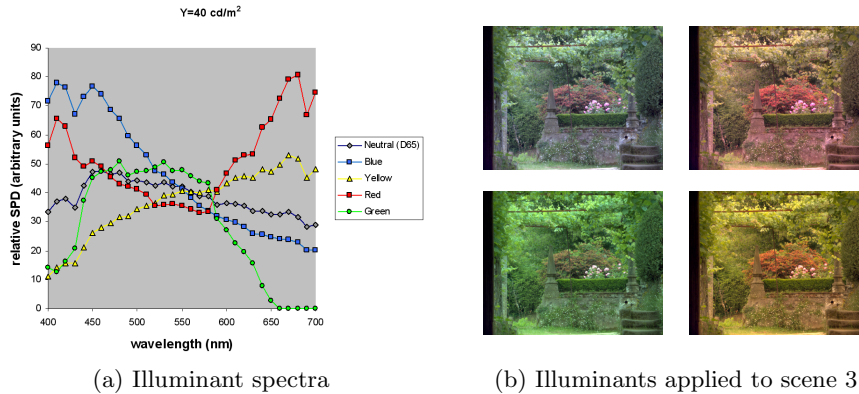 Y=40 cd/m²
90
80
70
60
50
40
30
20
10
0
relative SPD (arbitrary units)
400 450 500 550 600 650 700
wavelength (nm)
Neutral (D65)
Blue
Yellow
Red
Green
(a) Illuminant spectra
(b) Illuminants applied to scene 3